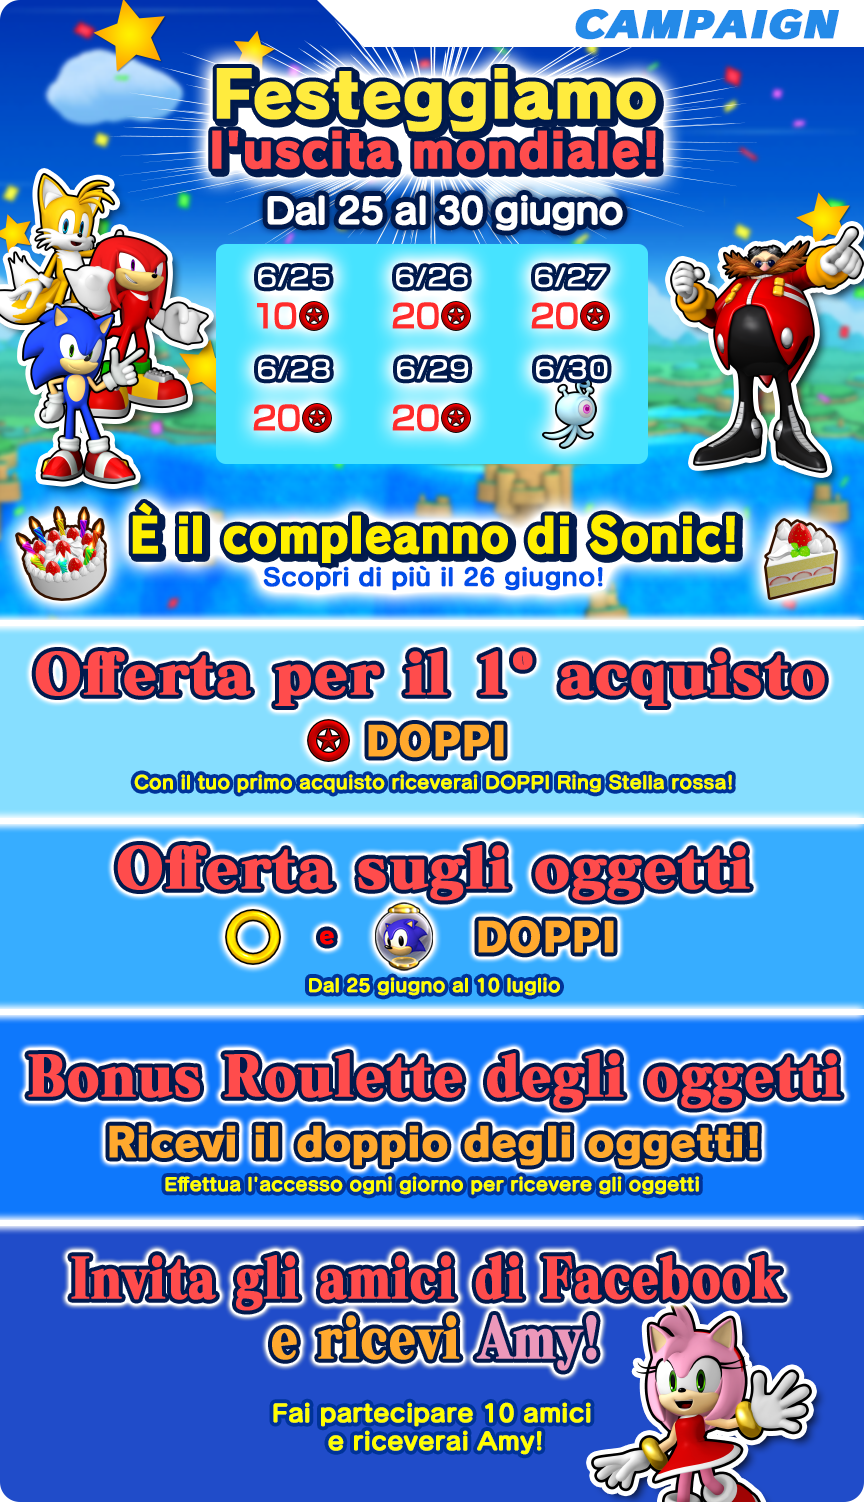 CAMPAIGN
Festeggiamo
l'uscita mondiale!
Dal 25 al 30 giugno
6/25 6/26 6/27
10 20 20
6/28 6/29 6/30
20 20
È il compleanno di Sonic!
Scopri di più il 26 giugno!
Offerta per il 1° acquisto
DOPPI
Con il tuo primo acquisto riceverai DOPPI Ring Stella rossa!
Offerta sugli oggetti
e DOPPI
Dal 25 giugno al 10 luglio
Bonus Roulette degli oggetti
Ricevi il doppio degli oggetti!
Effettua l'accesso ogni giorno per ricevere gli oggetti
Invita gli amici di Facebook
e ricevi Amy!
Fai partecipare 10 amici
e riceverai Amy!